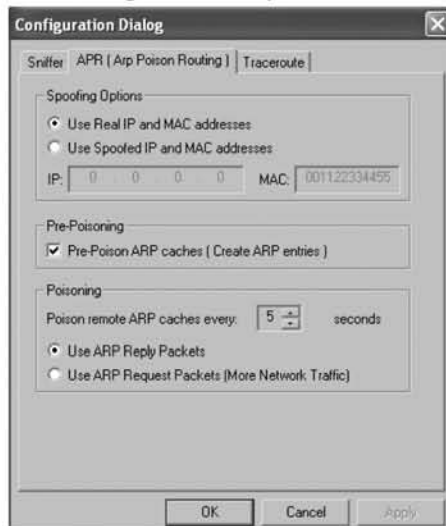 Configuration Dialog
Sniffer APR ( Arp Poison Routing ) Traceroute
Spoofing Options
Use Real IP and MAC addresses
Use Spoofed IP and MAC addresses
IP: 0 . 0 . 0 . 0 MAC: 001122334455
Pre-Poisoning
Pre-Poison ARP caches ( Create ARP entries )
Poisoning
Poison remote ARP caches every: 5 seconds
Use ARP Reply Packets
Use ARP Request Packets (More Network Traffic)
OK Cancel Apply